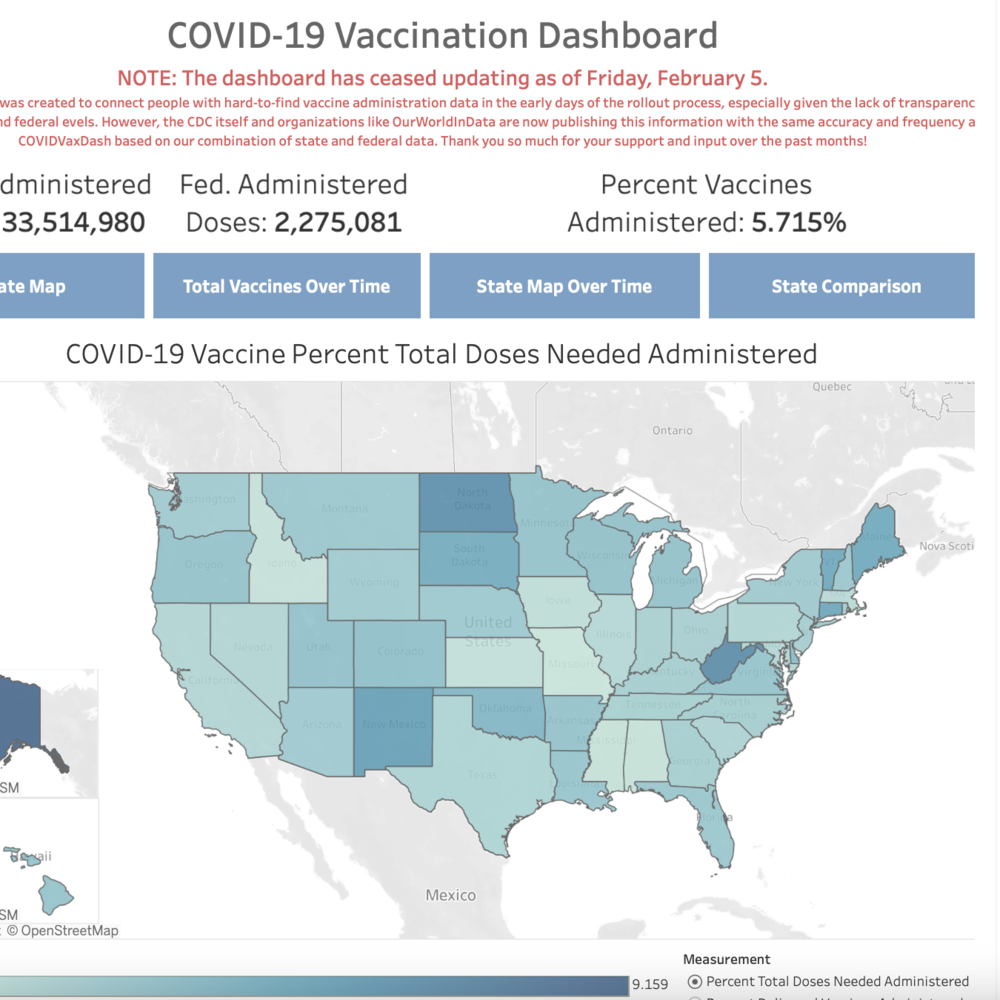 COVID-19 Vaccination Dashboard
NOTE: The dashboard has ceased updating as of Friday, February 5.
was created to connect people with hard-to-find vaccine administration data in the early days of the rollout process, especially given the lack of transparenc
nd federal evels. However, the CDC itself and organizations like OurWorldInData are now publishing this information with the same accuracy and frequency a
COVIDVaxDash based on our combination of state and federal data. Thank you so much for your support and input over the past months!
dministered
33,514,980
Fed. Administered
Doses: 2,275,081
Percent Vaccines
Administered: 5.715%
ate Map
Total Vaccines Over Time
State Map Over Time
State Comparison
COVID-19 Vaccine Percent Total Doses Needed Administered
Quebec
Ontario
Nova Scoti
Washington
Montana
North
Dakota
Minnesot
Maine
Oregon
Idaho
South
Dakota
Wisconsin
Michigan
New York
VT
Wyoming
Iowa
United
States
Nevada
Utah
Colorado
Illinois
Ohio
California
Missouri
Kentucky
Virginia
Arizona
New Mexico
Oklahoma
Arkansas
Tennessee
North
Carolina
Mississippi
Georgia
Texas
Louisiana
Florida
Mexico
SM
waii
SM
© OpenStreetMap
9.159
Measurement
Percent Total Doses Needed Administered